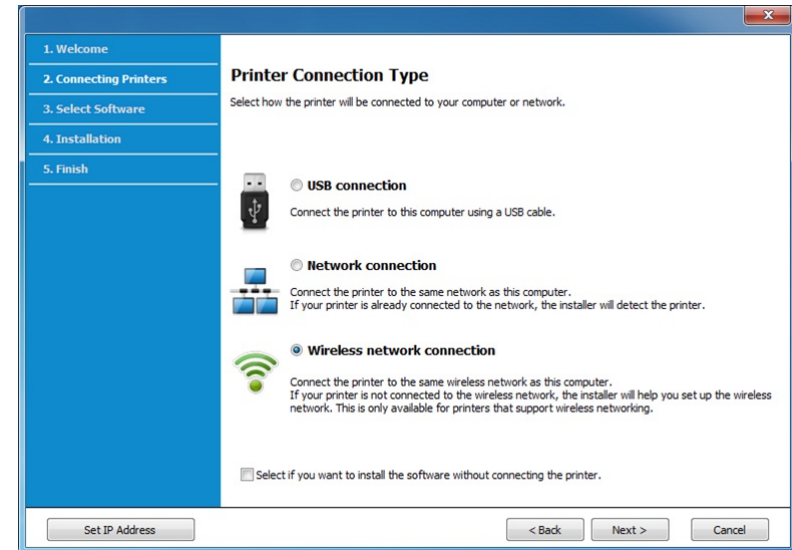 x
1. Welcome
2. Connecting Printers
3. Select Software
4. Installation
5. Finish
Printer Connection Type
Select how the printer will be connected to your computer or network.
USB connection
Connect the printer to this computer using a USB cable.
Network connection
Connect the printer to the same network as this computer.
If your printer is already connected to the network, the installer will detect the printer.
Wireless network connection
Connect the printer to the same wireless network as this computer.
If your printer is not connected to the wireless network, the installer will help you set up the wireless
network. This is only available for printers that support wireless networking.
Select if you want to install the software without connecting the printer.
Set IP Address
< Back
Next >
Cancel